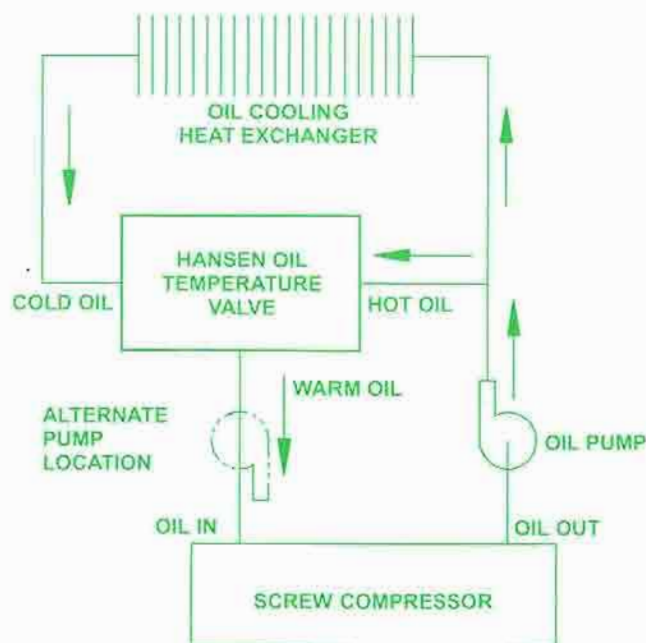 OIL COOLING
HEAT EXCHANGER
HANSEN OIL
TEMPERATURE
VALVE
COLD OIL
HOT OIL
WARM OIL
ALTERNATE
PUMP
LOCATION
OIL PUMP
OIL IN
OIL OUT
SCREW COMPRESSOR